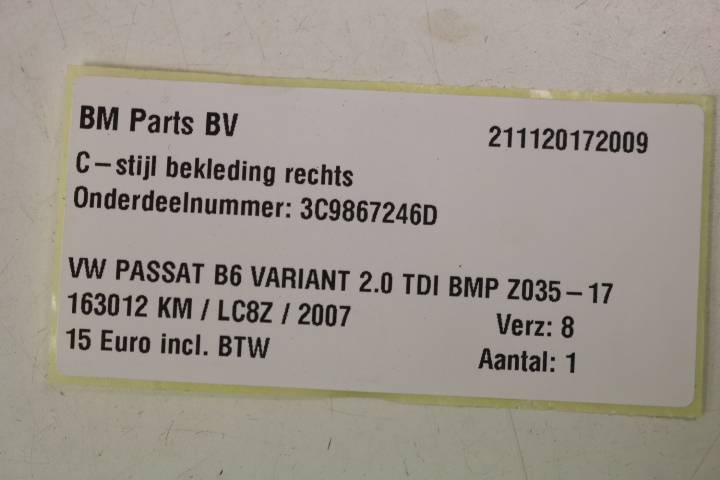 BM Parts BV 211120172009
C-stijl bekleding rechts
Onderdeelnummer: 3C9867246D
VW PASSAT B6 VARIANT 2.0 TDI BMP Z035-17
163012 KM / LC8Z / 2007 Verz: 8
15 Euro incl. BTW Aantal: 1